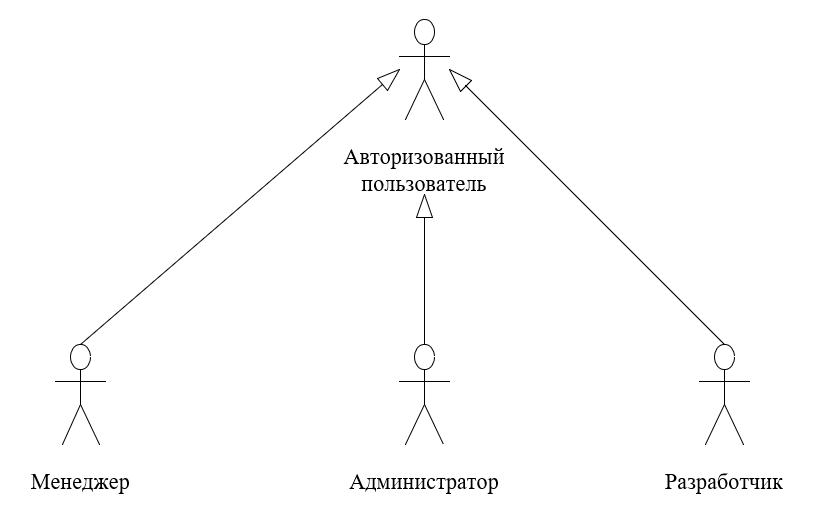 Авторизованный
пользователь
Менеджер
Администратор
Разработчик